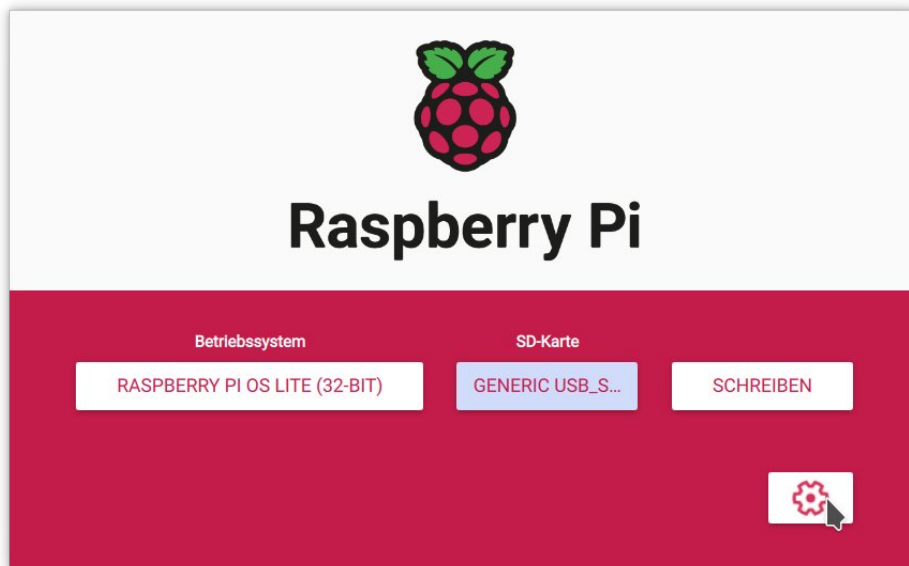 Raspberry Pi
Betriebssystem
SD-Karte
RASPBERRY PI OS LITE (32-BIT)
GENERIC USB_S...
SCHREIBEN